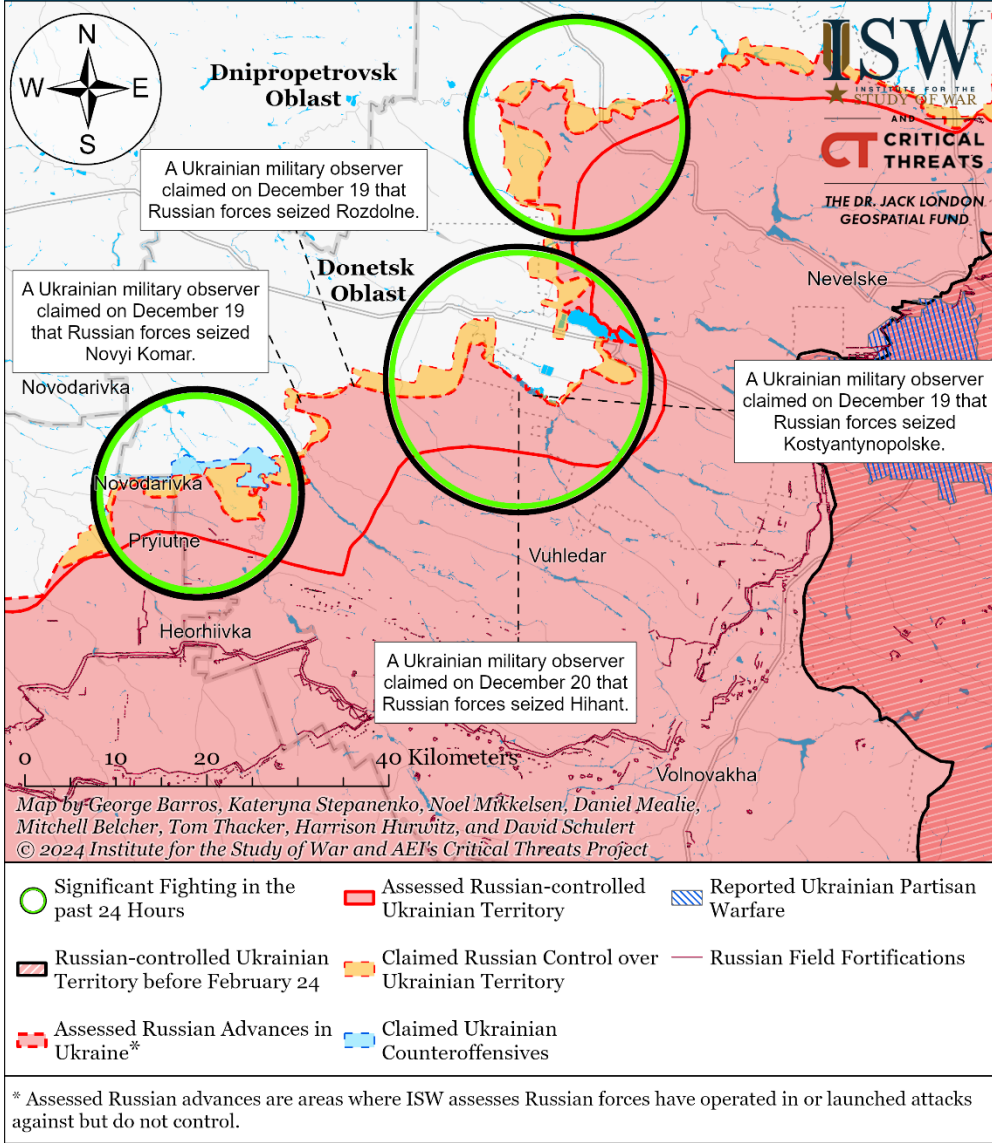 N
W
E
S
Dnipropetrovsk
Oblast
ISW
INSTITUTE FOR THE
STUDY OF WAR
AND
CT CRITICAL
THREATS
THE DR. JACK LONDON
GEOSPATIAL FUND
A Ukrainian military observer
claimed on December 19 that
Russian forces seized Rozdolne.
Donetsk
Oblast
Nevelske
A Ukrainian military observer
claimed on December 19
that Russian forces seized
Novyi Komar.
Novodarivka
A Ukrainian military observer
claimed on December 19 that
Russian forces seized
Kostyantynopolske.
Novodarivka
Pryiutne
Vuhledar
Heorhiivka
A Ukrainian military observer
claimed on December 20 that
Russian forces seized Hihant.
0 10 20 40 Kilometers
Volnovakha
Map by George Barros, Kateryna Stepanenko, Noel Mikkelsen, Daniel Mealie,
Mitchell Belcher, Tom Thacker, Harrison Hurwitz, and David Schulert
© 2024 Institute for the Study of War and AEI's Critical Threats Project
Significant Fighting in the
past 24 Hours
Assessed Russian-controlled
Ukrainian Territory
Reported Ukrainian Partisan
Warfare
Russian-controlled Ukrainian
Territory before February 24
Claimed Russian Control over
Ukrainian Territory
Russian Field Fortifications
Assessed Russian Advances in
Ukraine*
Claimed Ukrainian
Counteroffensives
* Assessed Russian advances are areas where ISW assesses Russian forces have operated in or launched attacks
against but do not control.